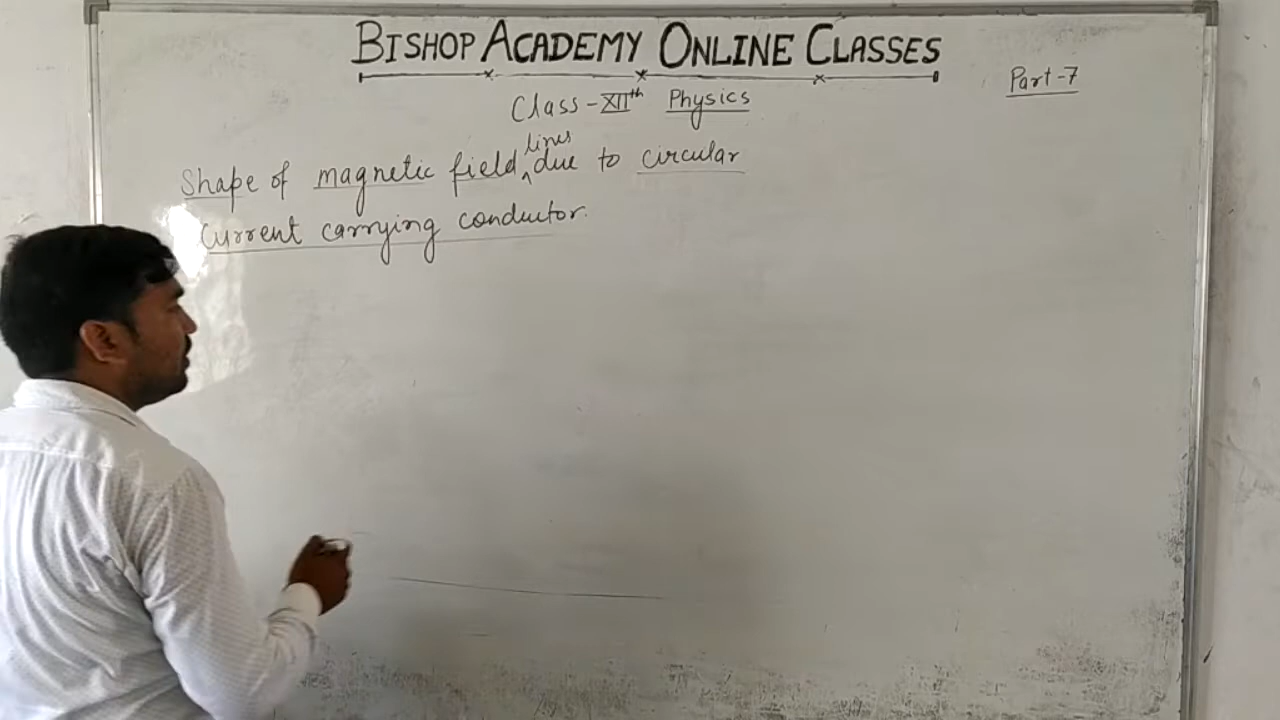 BISHOP ACADEMY ONLINE CLASSES
Part-7
Class-XIIth Physics
Shape of magnetic field lines due to circular
Current carrying conductor.